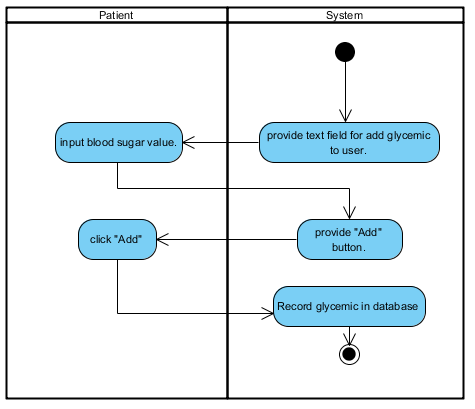 Patient
System
provide text field for add glycemic
to user.
input blood sugar value.
provide "Add"
button.
click "Add"
Record glycemic in database